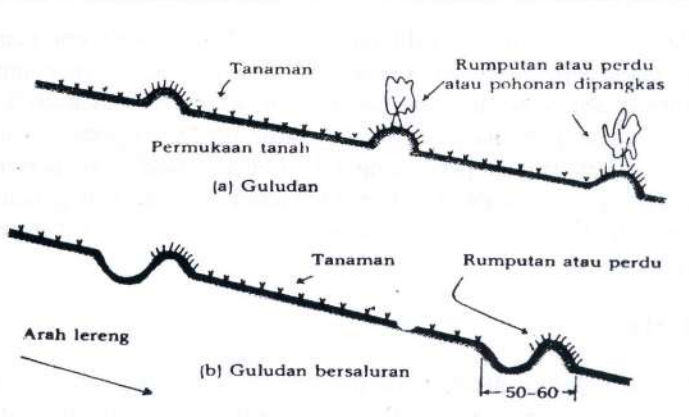 Tanaman
Rumputan atau perdu
atau pohonan dipangkas
Permukaan tanah
(a) Guludan
Tanaman
Rumputan atau perdu
Arah lereng
(b) Guludan bersaluran
50-60